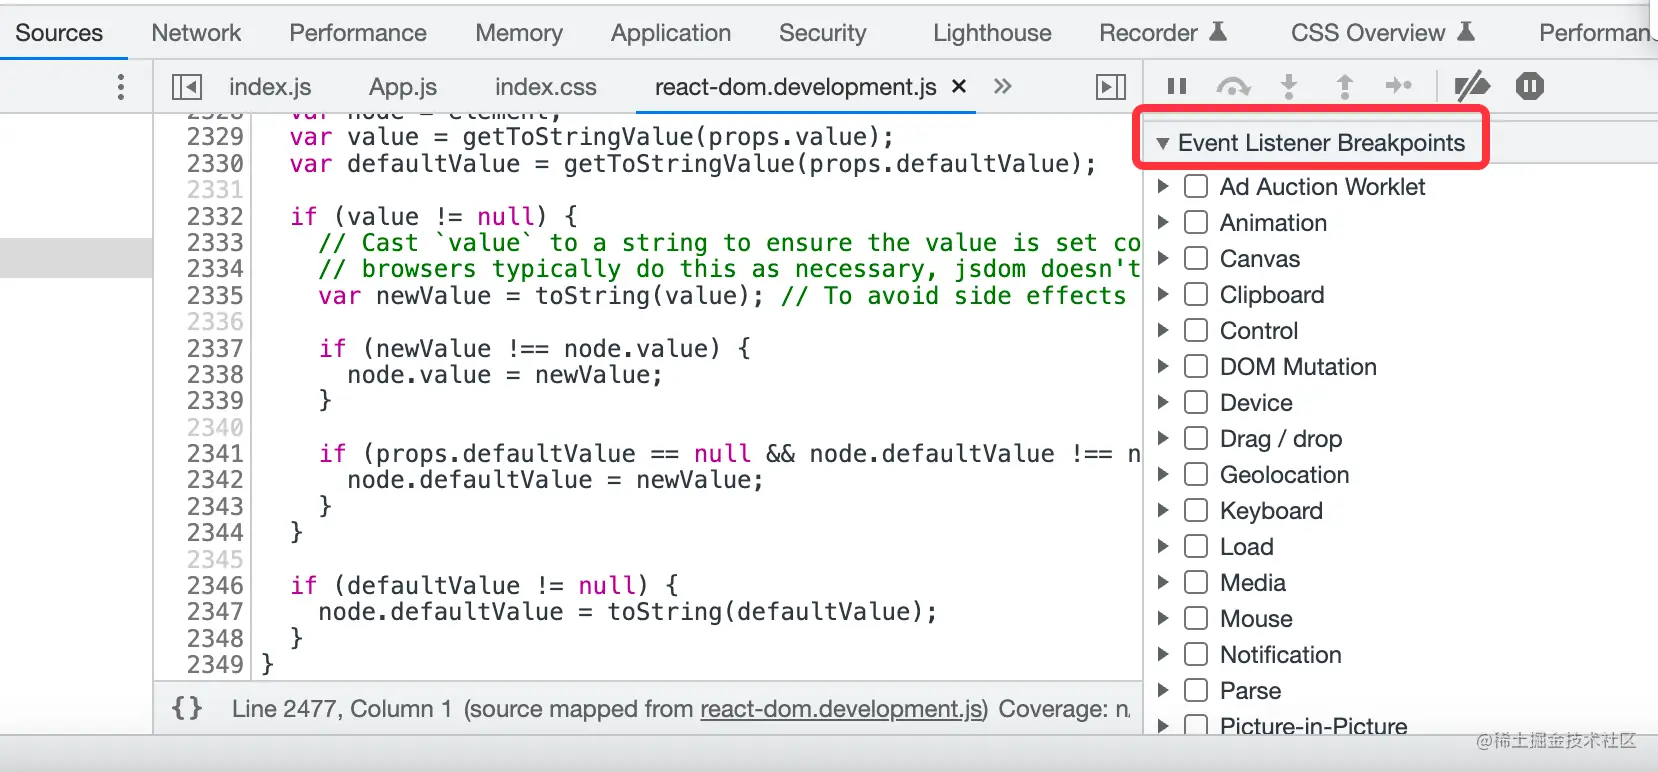 Sources Network Performance Memory Application Security Lighthouse Recorder CSS Overview Performan
index.js App.js index.css react-dom.development.js × »
2328 var node = element;
2329 var value = getToStringValue(props.value);
2330 var defaultValue = getToStringValue(props.defaultValue);
2331
2332 if (value != null) {
2333 // Cast `value` to a string to ensure the value is set co
2334 // browsers typically do this as necessary, jsdom doesn't
2335 var newValue = toString(value); // To avoid side effects
2336
2337 if (newValue !== node.value) {
2338 node.value = newValue;
2339 }
2340
2341 if (props.defaultValue == null && node.defaultValue !== n
2342 node.defaultValue = newValue;
2343 }
2344 }
2345
2346 if (defaultValue != null) {
2347 node.defaultValue = toString(defaultValue);
2348 }
2349 }
{} Line 2477, Column 1 (source mapped from react-dom.development.js) Coverage: n/
Event Listener Breakpoints
Ad Auction Worklet
Animation
Canvas
Clipboard
Control
DOM Mutation
Device
Drag / drop
Geolocation
Keyboard
Load
Media
Mouse
Notification
Parse
Picture-in-Picture
@稀土掘金技术社区